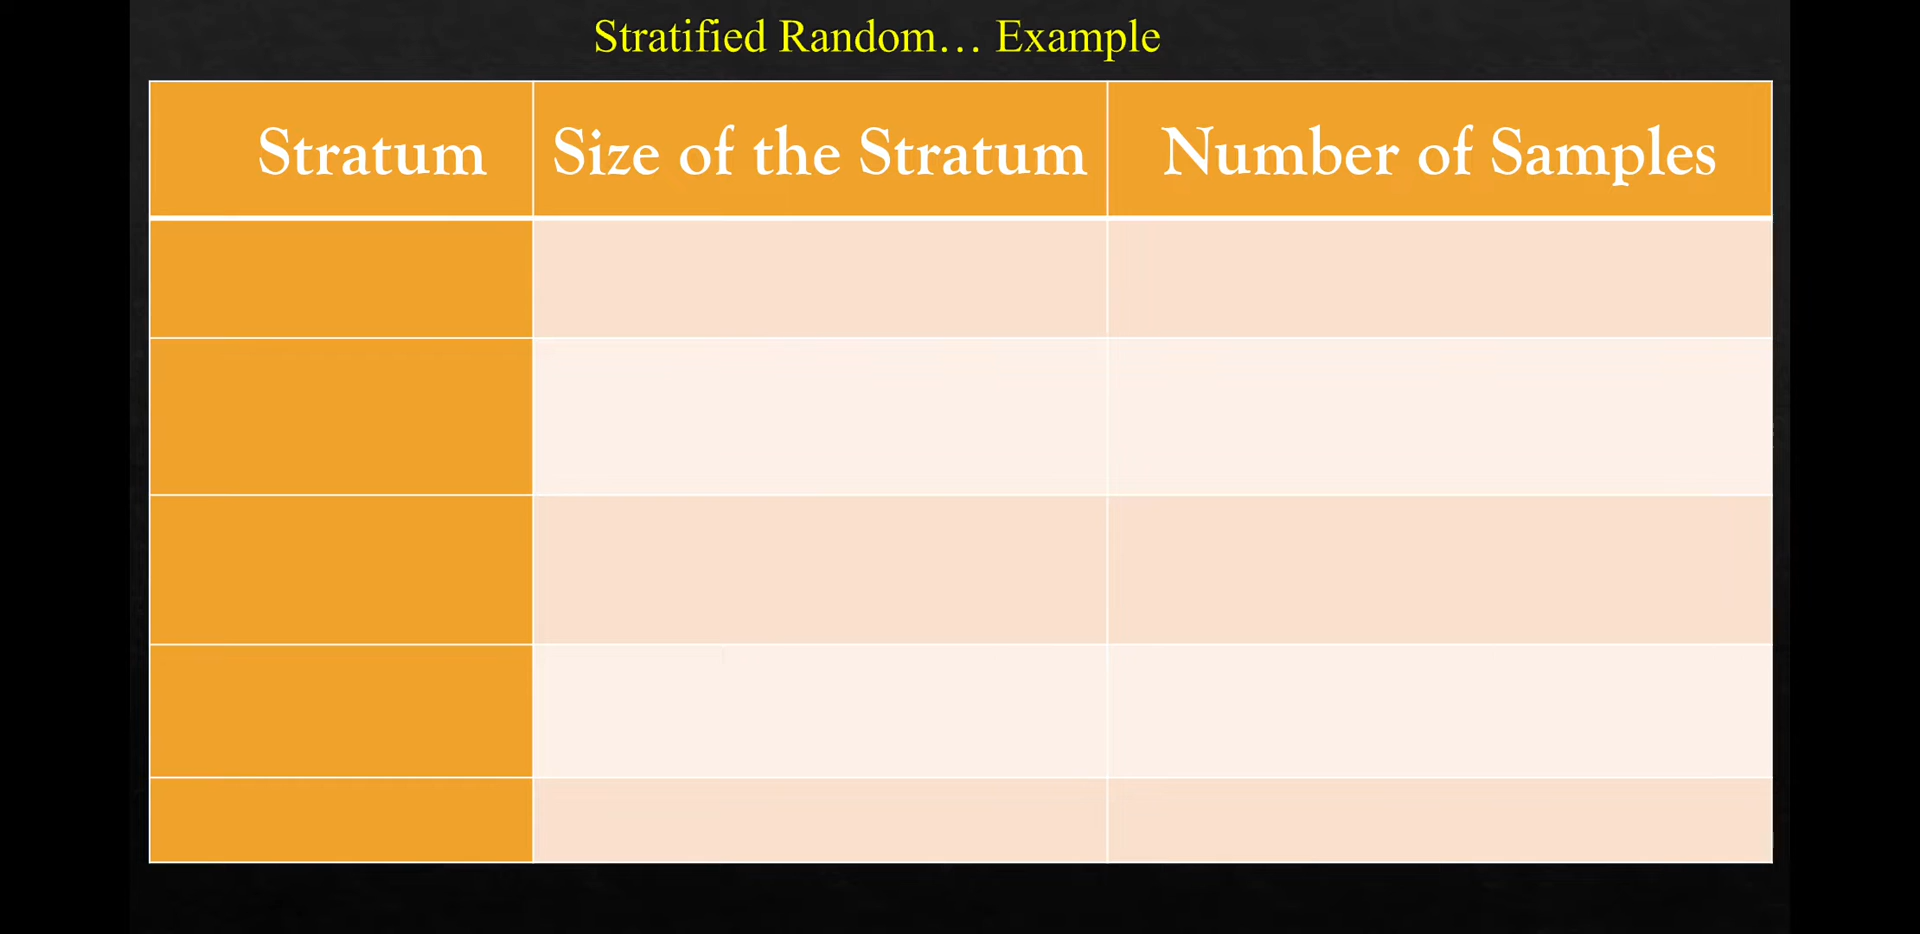 Stratified Random… Example
Stratum Size of the Stratum Number of Samples